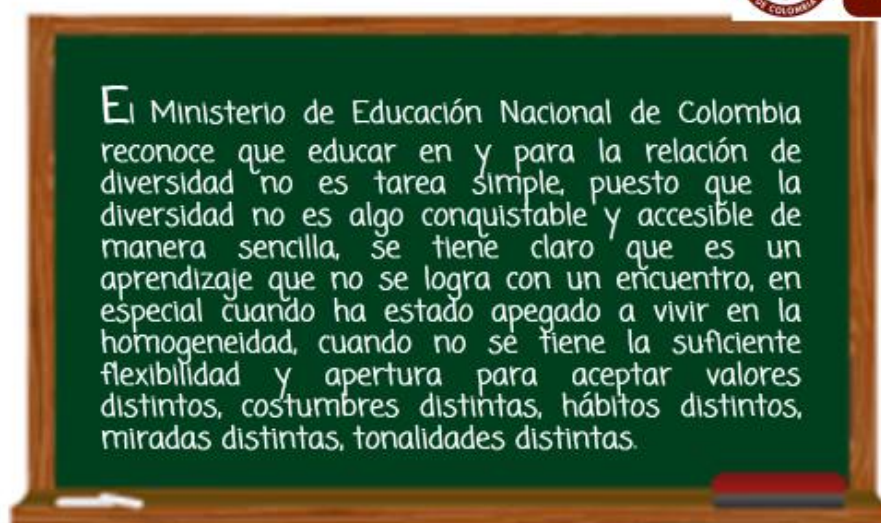 DE COLOMBIA
El Ministerio de Educación Nacional de Colombia
reconoce que educar en y para la relación de
diversidad no es tarea simple, puesto que la
diversidad no es algo conquistable y accesible de
manera sencilla, se tiene claro que es un
aprendizaje que no se logra con un encuentro, en
especial cuando ha estado apegado a vivir en la
homogeneidad, cuando no se tiene la suficiente
flexibilidad y apertura para aceptar valores
distintos, costumbres distintas, hábitos distintos,
miradas distintas, tonalidades distintas.